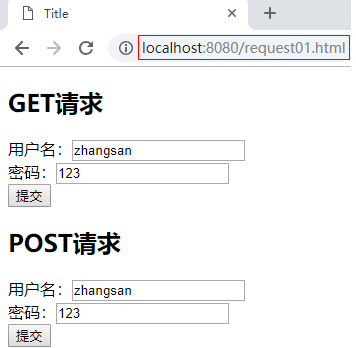 Title
localhost:8080/request01.html
GET请求
用户名：zhangsan
密码：123
提交
POST请求
用户名：zhangsan
密码：123
提交